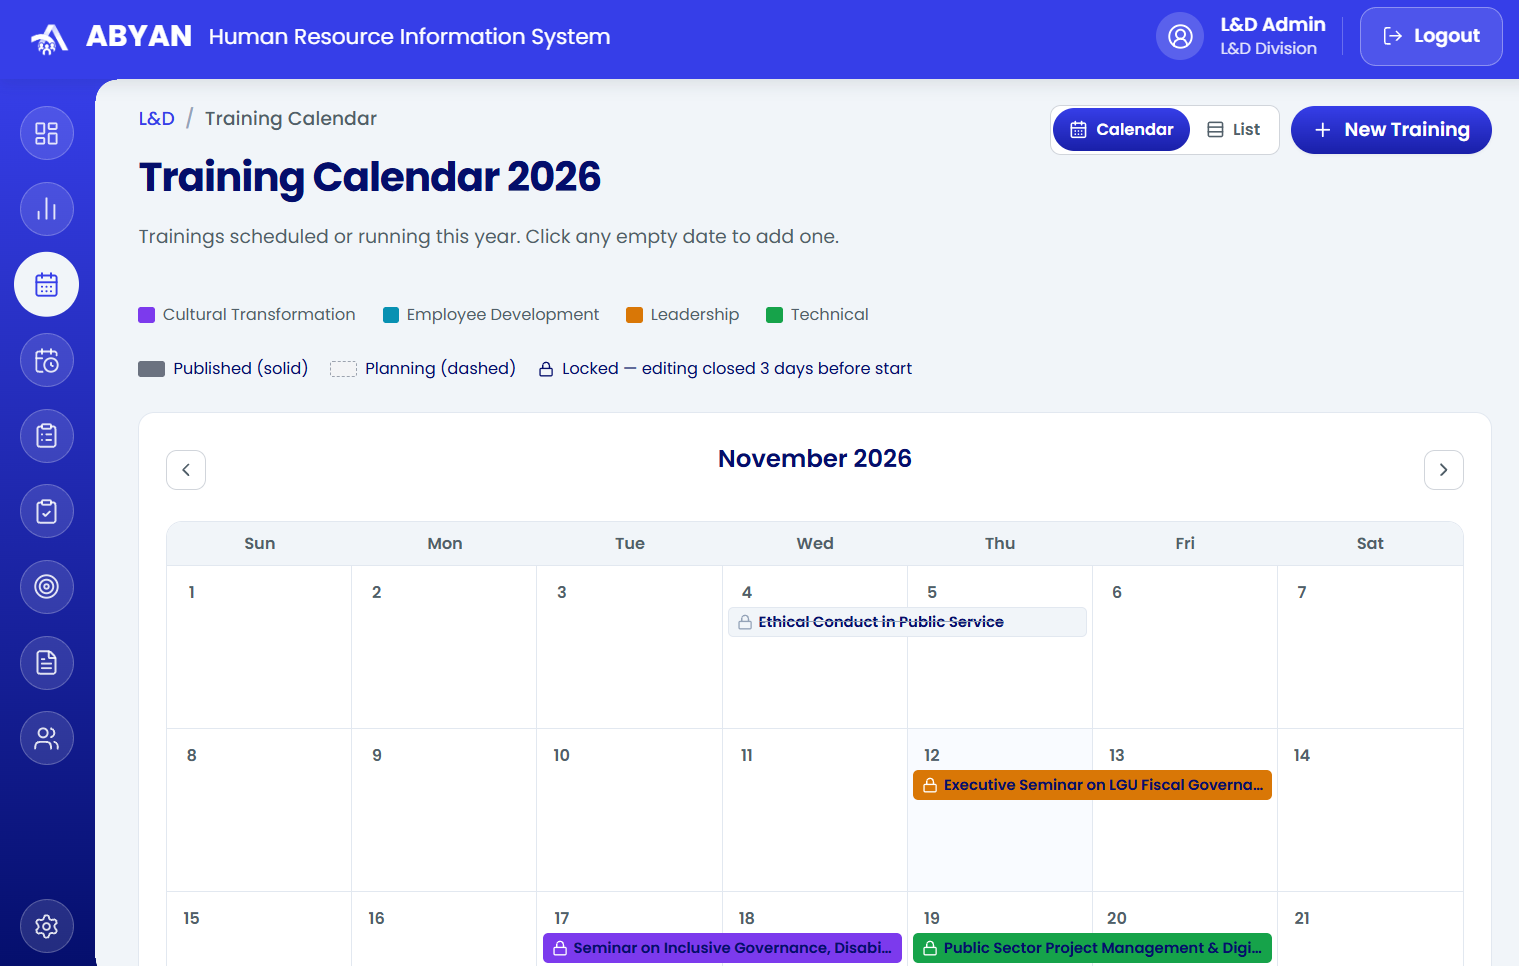 ABYAN Human Resource Information System
L&D Admin
L&D Division
Logout
L&D / Training Calendar
Calendar
List
New Training
Training Calendar 2026
Trainings scheduled or running this year. Click any empty date to add one.
Cultural Transformation Employee Development Leadership Technical
Published (solid) Planning (dashed) Locked — editing closed 3 days before start
November 2026
Sun Mon Tue Wed Thu Fri Sat
1 2 3 4 5 6 7
Ethical Conduct in Public Service
8 9 10 11 12 13 14
Executive Seminar on LGU Fiscal Governa...
15 16 17 18 19 20 21
Seminar on Inclusive Governance, Disabi... Public Sector Project Management & Digi...